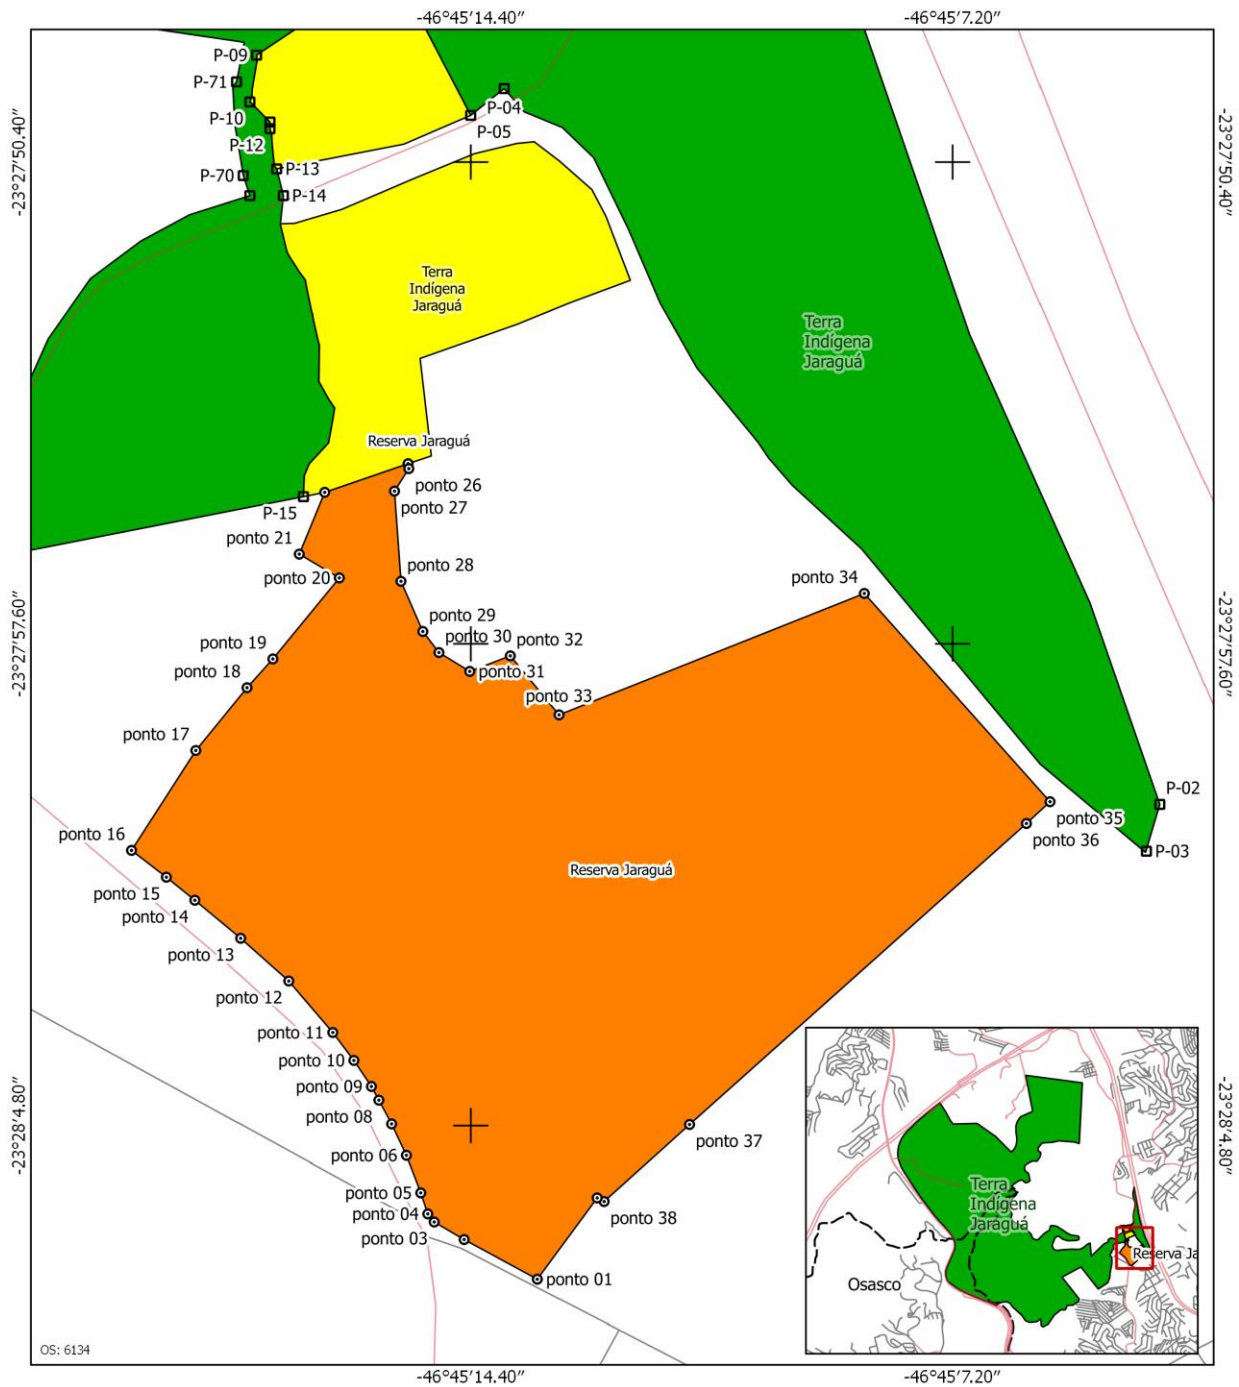 -46°45′14.40″
-46°45′7.20″
P-09
P-71
P-10
P-12
P-13
P-70
P-14
P-04
P-05
-23°27′50.40″
-23°27′50.40″
Terra
Indígena
Jaraguá
Terra
Indígena
Jaraguá
Reserva Jaraguá
ponto 26
ponto 27
P-15
ponto 21
ponto 20
ponto 28
ponto 34
ponto 29
ponto 30
ponto 32
ponto 31
ponto 19
ponto 18
ponto 33
-23°27′57.60″
-23°27′57.60″
ponto 17
P-02
ponto 35
ponto 36
P-03
ponto 16
Reserva Jaraguá
ponto 15
ponto 14
ponto 13
ponto 12
ponto 11
ponto 10
ponto 09
ponto 08
ponto 06
ponto 05
ponto 04
ponto 03
ponto 01
ponto 37
ponto 38
-23°28′4.80″
-23°28′4.80″
Terra
Indígena
Jaraguá
Reserva Ja
Osasco
OS: 6134
-46°45′14.40″
-46°45′7.20″